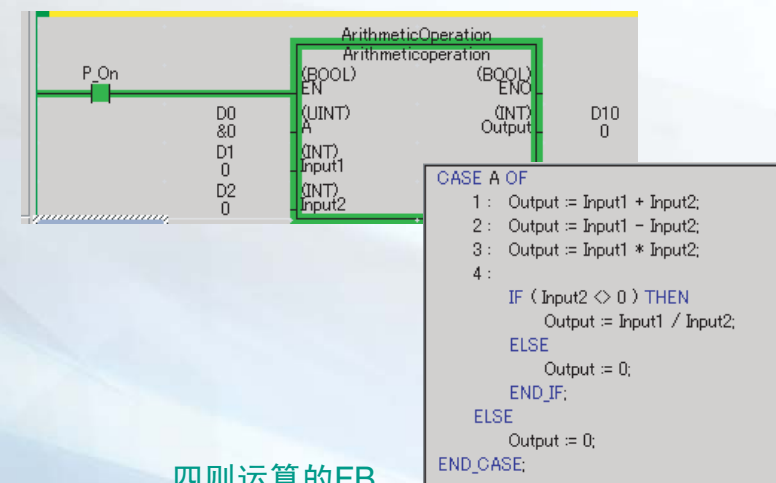 ArithmeticOperation
Arithmeticoperation
P_On
(BOOL) (BOOL)
EN ENO
D0 (UINT) (INT) D10
&0 A Output 0
D1 (INT)
0 Input1
D2 (INT)
0 Input2
CASE A OF
1 : Output := Input1 + Input2;
2 : Output := Input1 - Input2;
3 : Output := Input1 * Input2;
4 :
IF ( Input2 <> 0 ) THEN
Output := Input1 / Input2;
ELSE
Output := 0;
END_IF;
ELSE
Output := 0;
END_CASE;
四则运算的FB